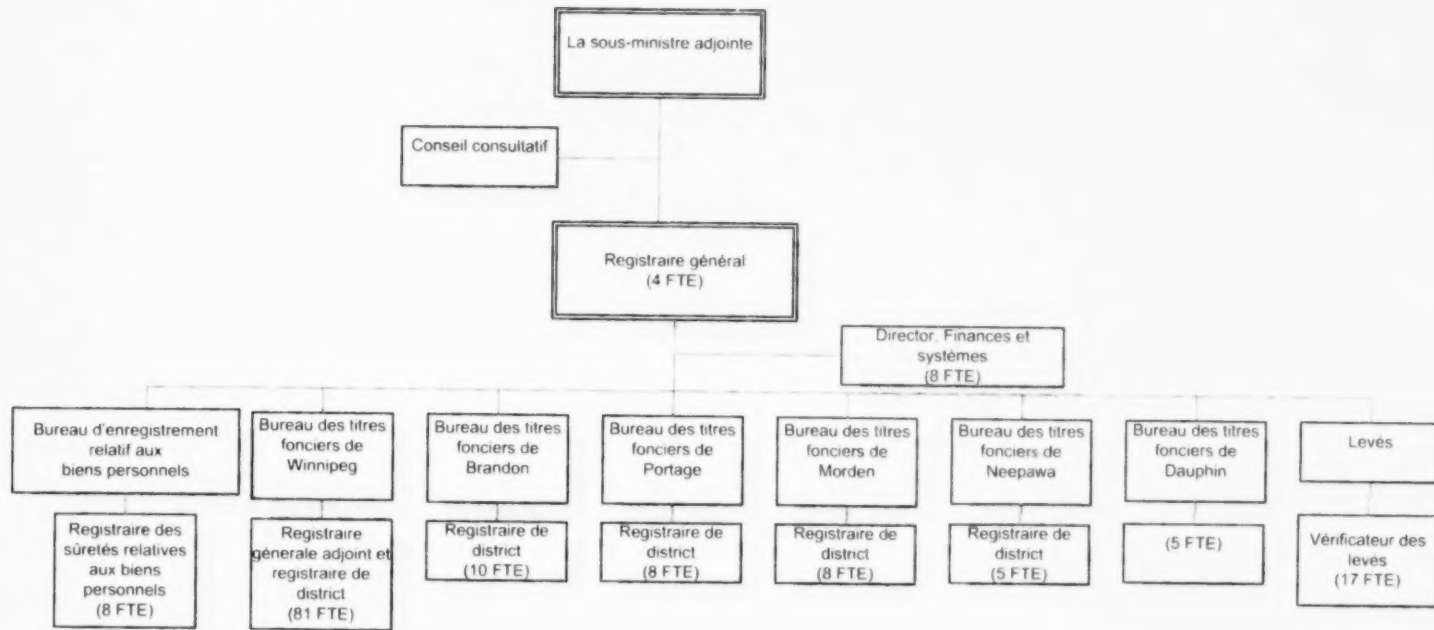 La sous-ministre adjointe
Conseil consultatif
Registraire général
(4 FTE)
Director. Finances et
systèmes
(8 FTE)
Bureau d'enregistrement
relatif aux
biens personnels
Bureau des titres
fonciers de
Winnipeg
Bureau des titres
fonciers de
Brandon
Bureau des titres
fonciers de
Portage
Bureau des titres
fonciers de
Morden
Bureau des titres
fonciers de
Neepawa
Bureau des titres
fonciers de
Dauphin
Levés
Registraire des
sûretés relatives
aux biens
personnels
(8 FTE)
Registraire
génerale adjoint et
registraire de
district
(81 FTE)
Registraire de
district
(10 FTE)
Registraire de
district
(8 FTE)
Registraire de
district
(8 FTE)
Registraire de
district
(5 FTE)
(5 FTE)
Vérificateur des
levés
(17 FTE)